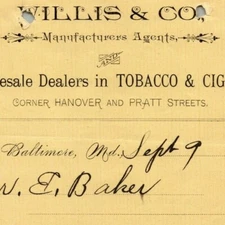 WILLIS & CO.,
Manufacturers Agents,
esale Dealers in TOBACCO & CIG
CORNER HANOVER AND PRATT STREETS.
Baltimore, Md., Sept 9
E. Baker